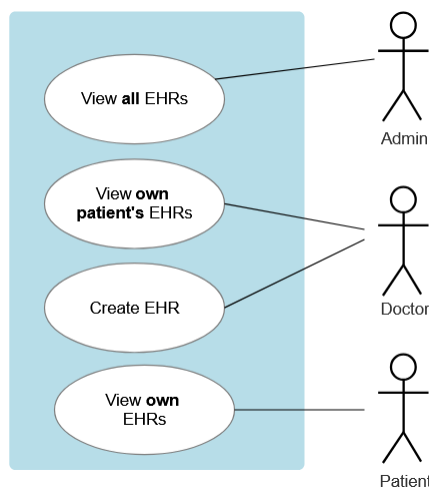 View all EHRs
Admin
View own
patient's EHRs
Create EHR
Doctor
View own
EHRs
Patient